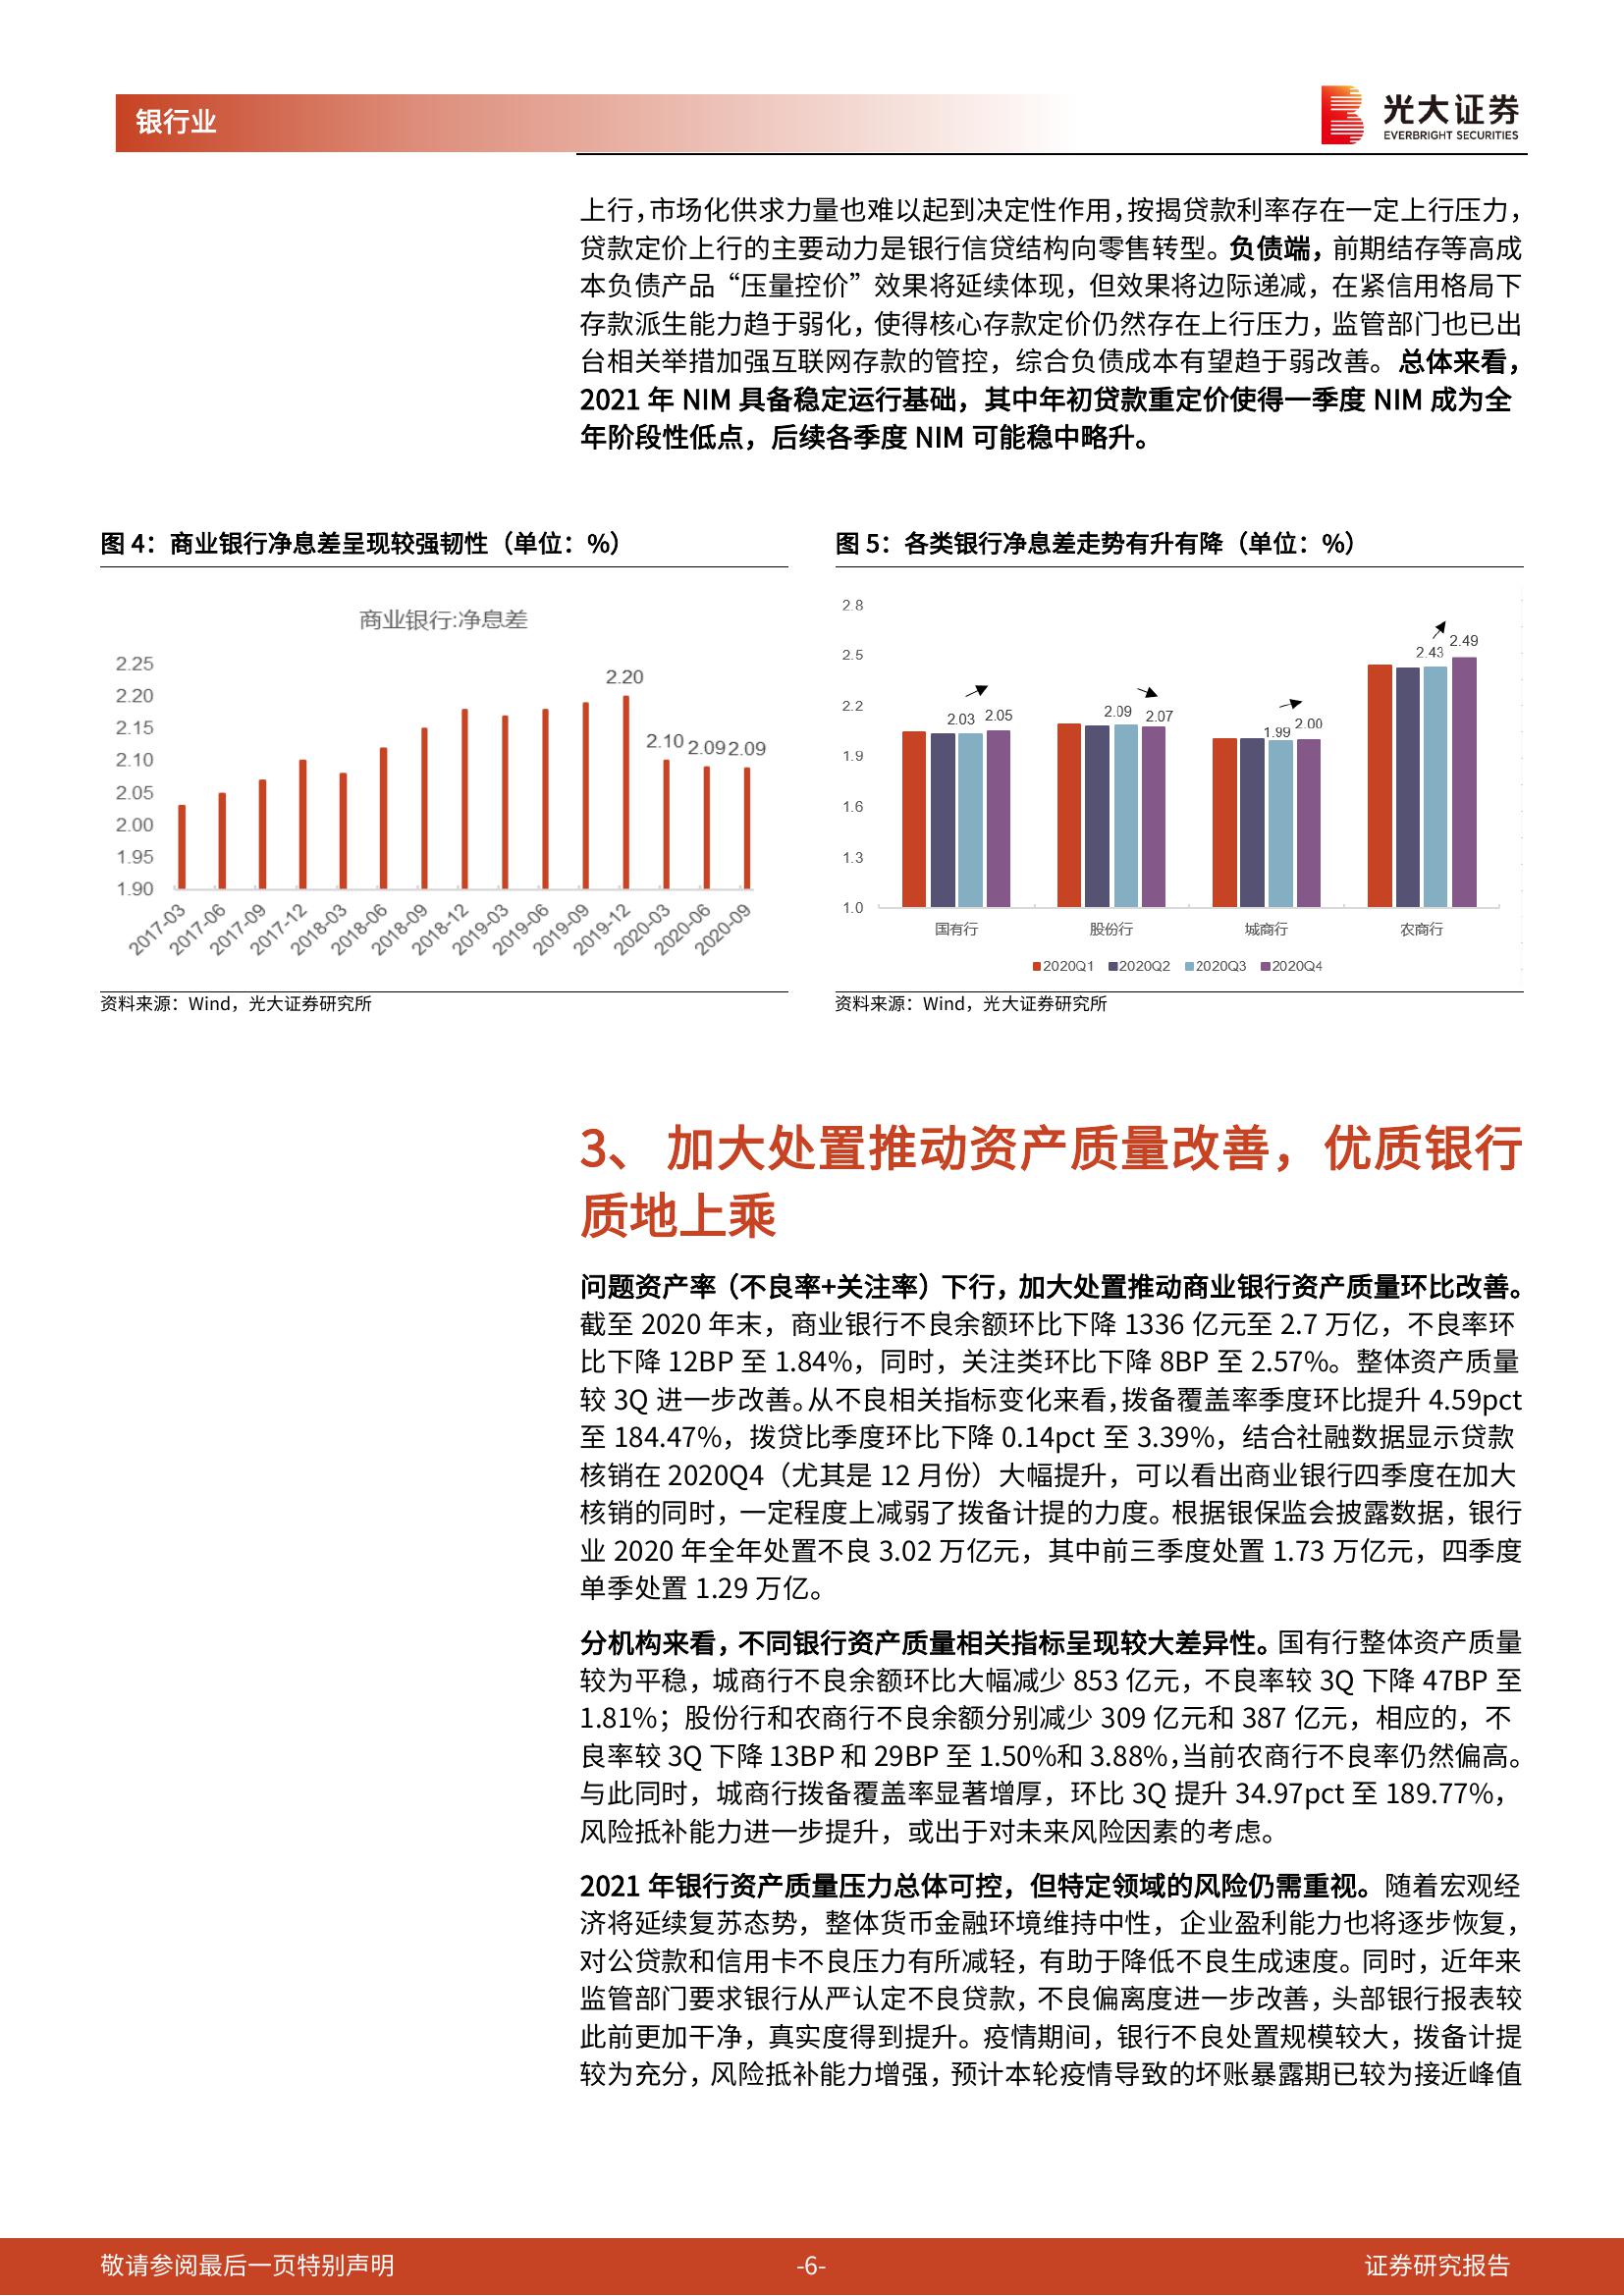 银行业
光大证券
EVERBRIGHT SECURITIES
上行，市场化供求力量也难以起到决定性作用，按揭贷款利率存在一定上行压力，
贷款定价上行的主要动力是银行信贷结构向零售转型。负债端，前期结存等高成
本负债产品“压量控价”效果将延续体现，但效果将边际递减，在紧信用格局下
存款派生能力趋于弱化，使得核心存款定价仍然存在上行压力，监管部门也已出
台相关举措加强互联网存款的管控，综合负债成本有望趋于弱改善。总体来看，
2021 年 NIM 具备稳定运行基础，其中年初贷款重定价使得一季度 NIM 成为全
年阶段性低点，后续各季度 NIM 可能稳中略升。
图 4：商业银行净息差呈现较强韧性（单位：%）
商业银行:净息差
2.25
2.20
2.15
2.10
2.05
2.00
1.95
1.90
2.20
2.10
2.09
2.09
2017-03
2017-06
2017-09
2017-12
2018-03
2018-06
2018-09
2018-12
2019-03
2019-06
2019-09
2019-12
2020-03
2020-06
2020-09
资料来源：Wind，光大证券研究所
图 5：各类银行净息差走势有升有降（单位：%）
2.8
2.5
2.2
1.9
1.6
1.3
1.0
2.03
2.05
2.09
2.07
1.99
2.00
2.43
2.49
国有行
股份行
城商行
农商行
2020Q1
2020Q2
2020Q3
2020Q4
资料来源：Wind，光大证券研究所
3、 加大处置推动资产质量改善，优质银行
质地上乘
问题资产率（不良率+关注率）下行，加大处置推动商业银行资产质量环比改善。
截至 2020 年末，商业银行不良余额环比下降 1336 亿元至 2.7 万亿，不良率环
比下降 12BP 至 1.84%，同时，关注类环比下降 8BP 至 2.57%。整体资产质量
较 3Q 进一步改善。从不良相关指标变化来看，拨备覆盖率季度环比提升 4.59pct
至 184.47%，拨贷比季度环比下降 0.14pct 至 3.39%，结合社融数据显示贷款
核销在 2020Q4（尤其是 12 月份）大幅提升，可以看出商业银行四季度在加大
核销的同时，一定程度上减弱了拨备计提的力度。根据银保监会披露数据，银行
业 2020 年全年处置不良 3.02 万亿元，其中前三季度处置 1.73 万亿元，四季度
单季处置 1.29 万亿。
分机构来看，不同银行资产质量相关指标呈现较大差异性。国有行整体资产质量
较为平稳，城商行不良余额环比大幅减少 853 亿元，不良率较 3Q 下降 47BP 至
1.81%；股份行和农商行不良余额分别减少 309 亿元和 387 亿元，相应的，不
良率较 3Q 下降 13BP 和 29BP 至 1.50%和 3.88%，当前农商行不良率仍然偏高。
与此同时，城商行拨备覆盖率显著增厚，环比 3Q 提升 34.97pct 至 189.77%，
风险抵补能力进一步提升，或出于对未来风险因素的考虑。
2021 年银行资产质量压力总体可控，但特定领域的风险仍需重视。随着宏观经
济将延续复苏态势，整体货币金融环境维持中性，企业盈利能力也将逐步恢复，
对公贷款和信用卡不良压力有所减轻，有助于降低不良生成速度。同时，近年来
监管部门要求银行从严认定不良贷款，不良偏离度进一步改善，头部银行报表较
此前更加干净，真实度得到提升。疫情期间，银行不良处置规模较大，拨备计提
较为充分，风险抵补能力增强，预计本轮疫情导致的坏账暴露期已较为接近峰值
敬请参阅最后一页特别声明
-6-
证券研究报告